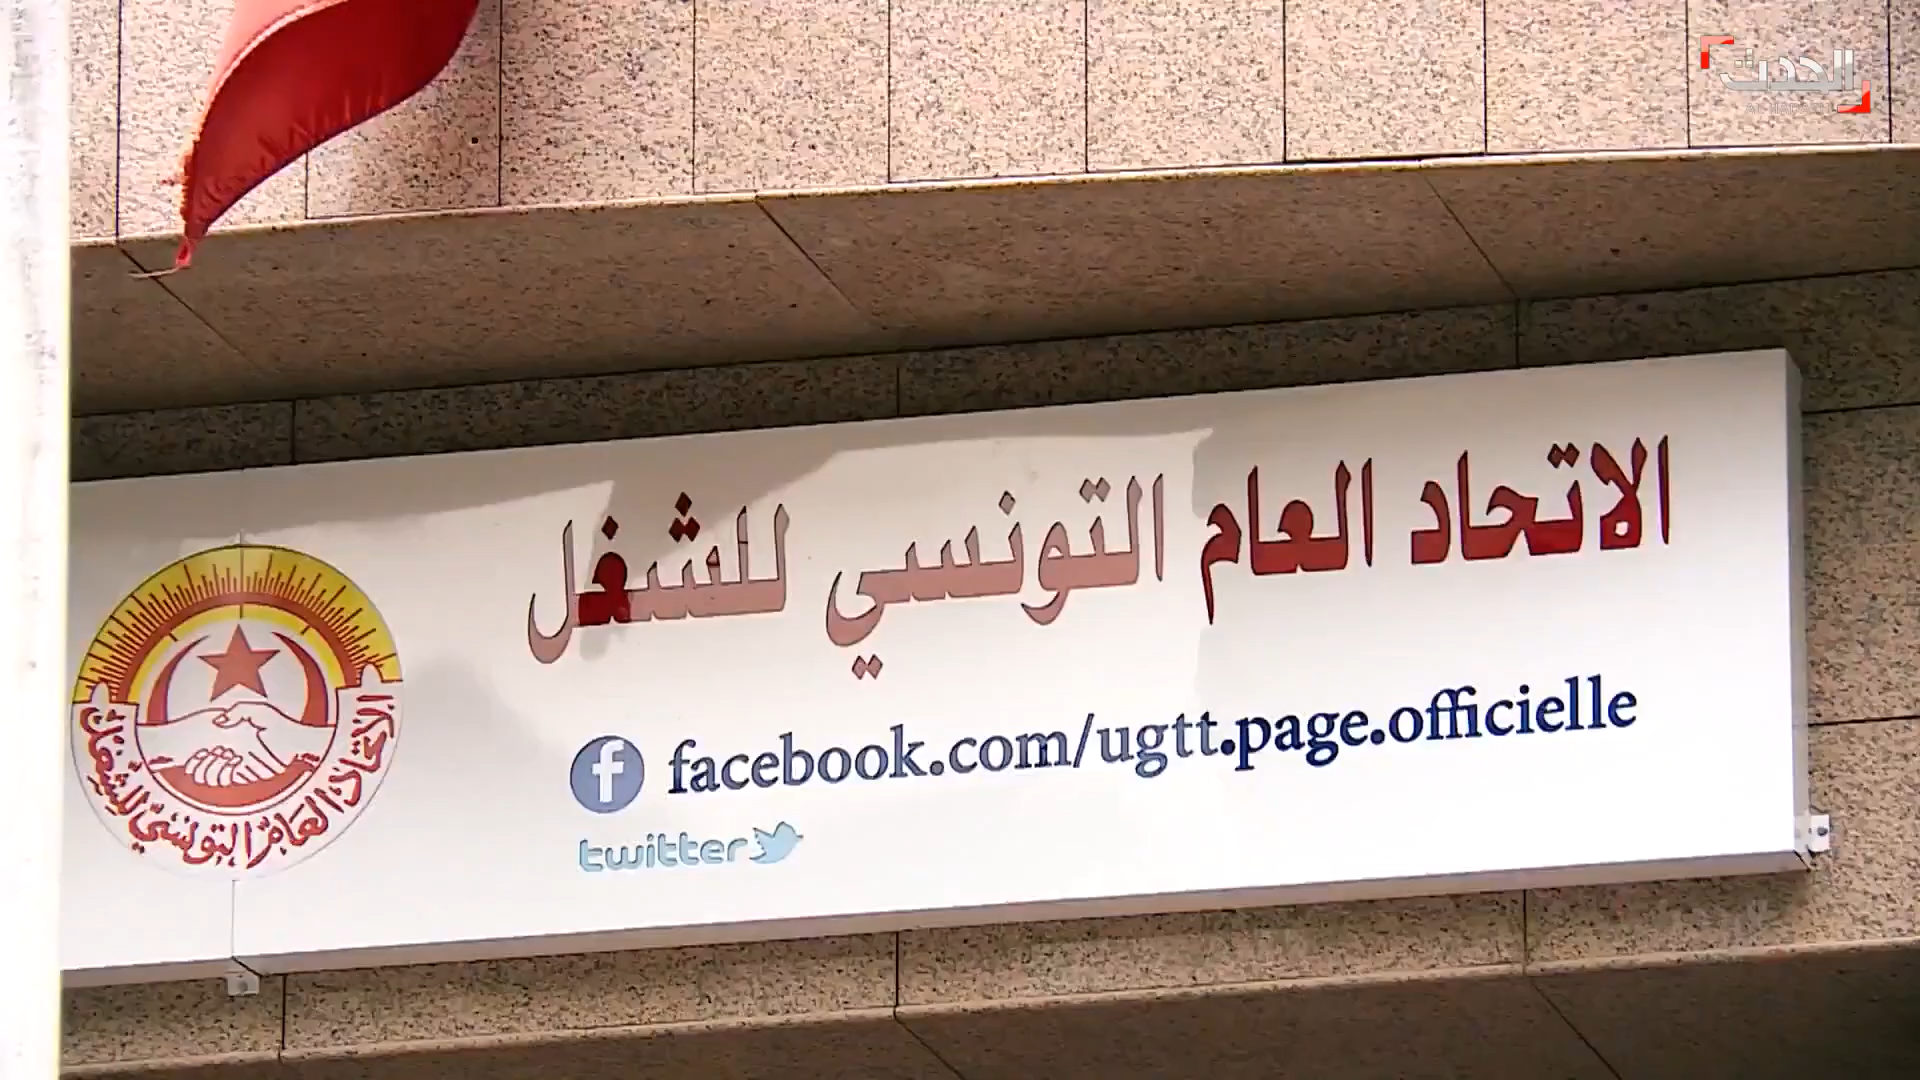 الحدث
الاتحاد العام التونسي للشغل
facebook.com/ugtt.page.officielle
twitter
الاتحاد العام التونسي للشغل